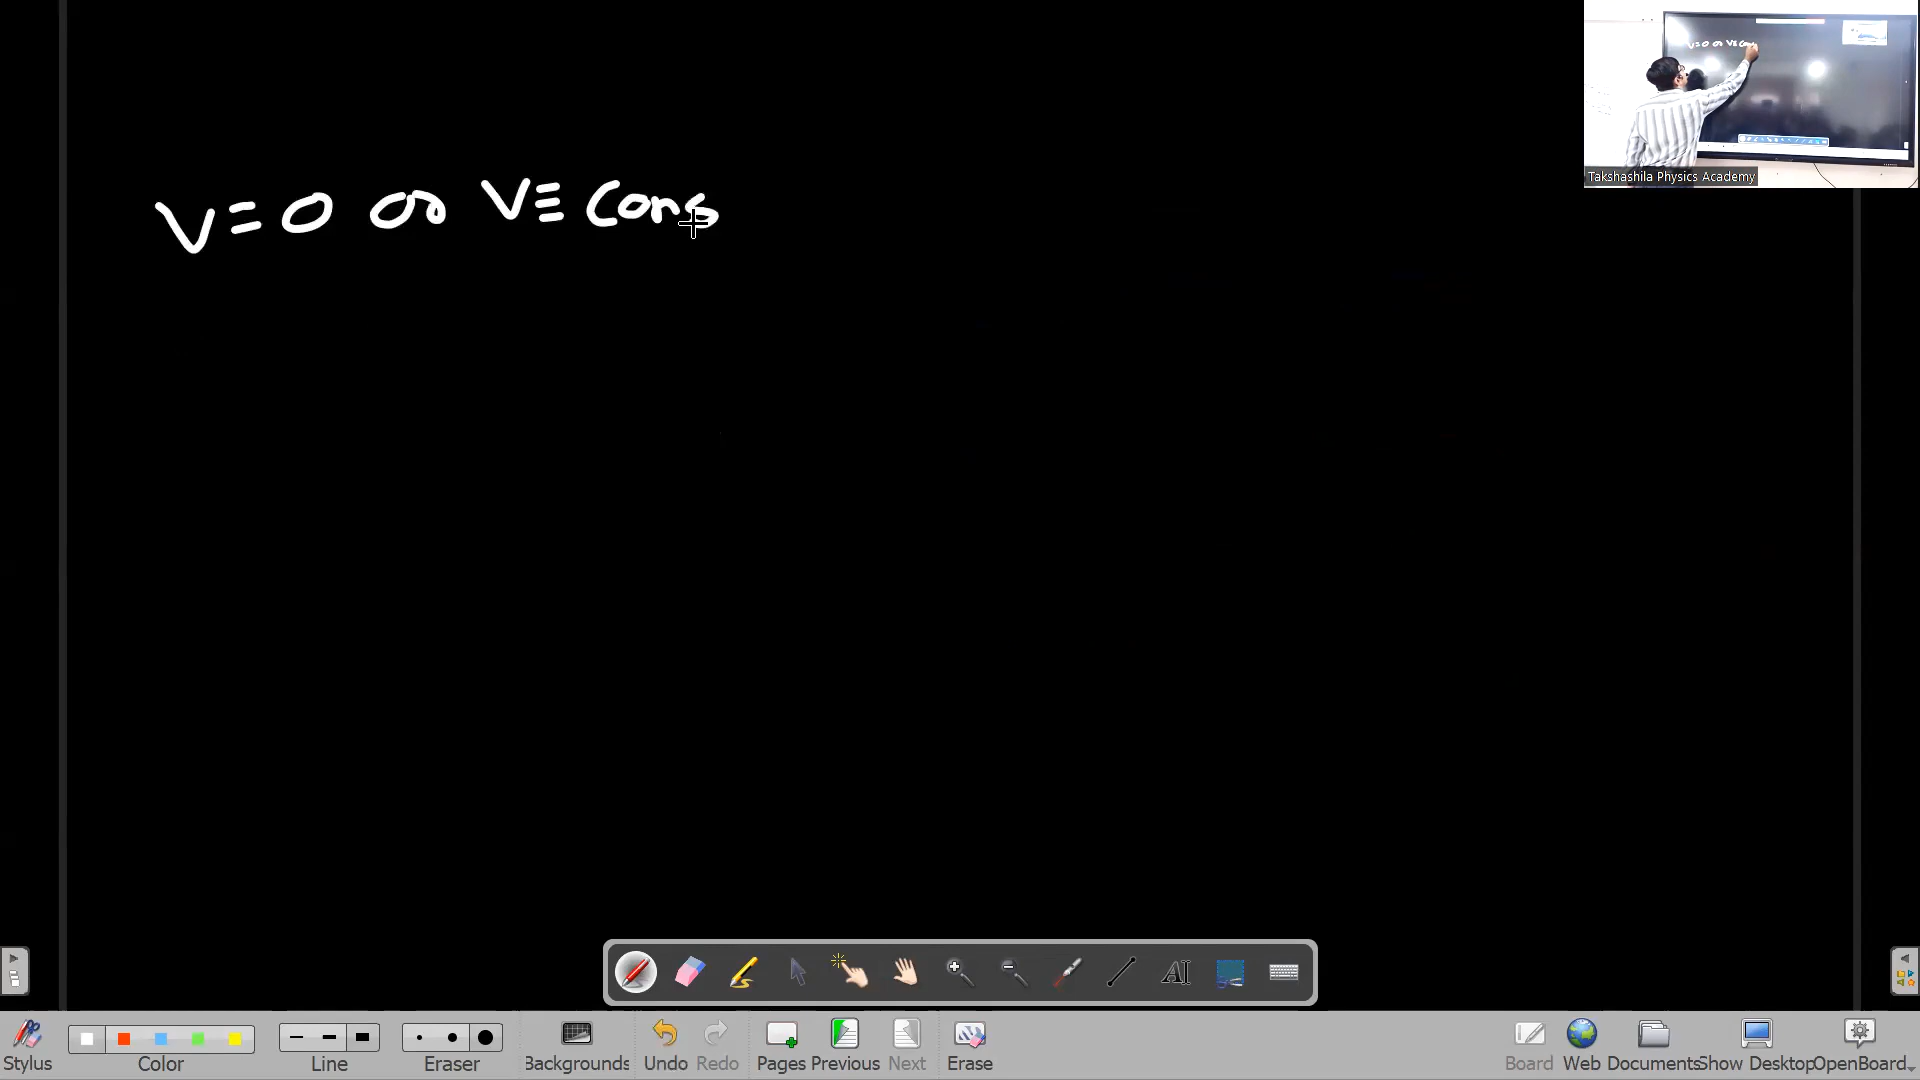 V = 0 or V ≡ Cons
Takshashila Physics Academy
Stylus
Color
Line
Eraser
Backgrounds
Undo
Redo
Pages
Previous
Next
Erase
Board
Web
Documents
Show Desktop
OpenBoard